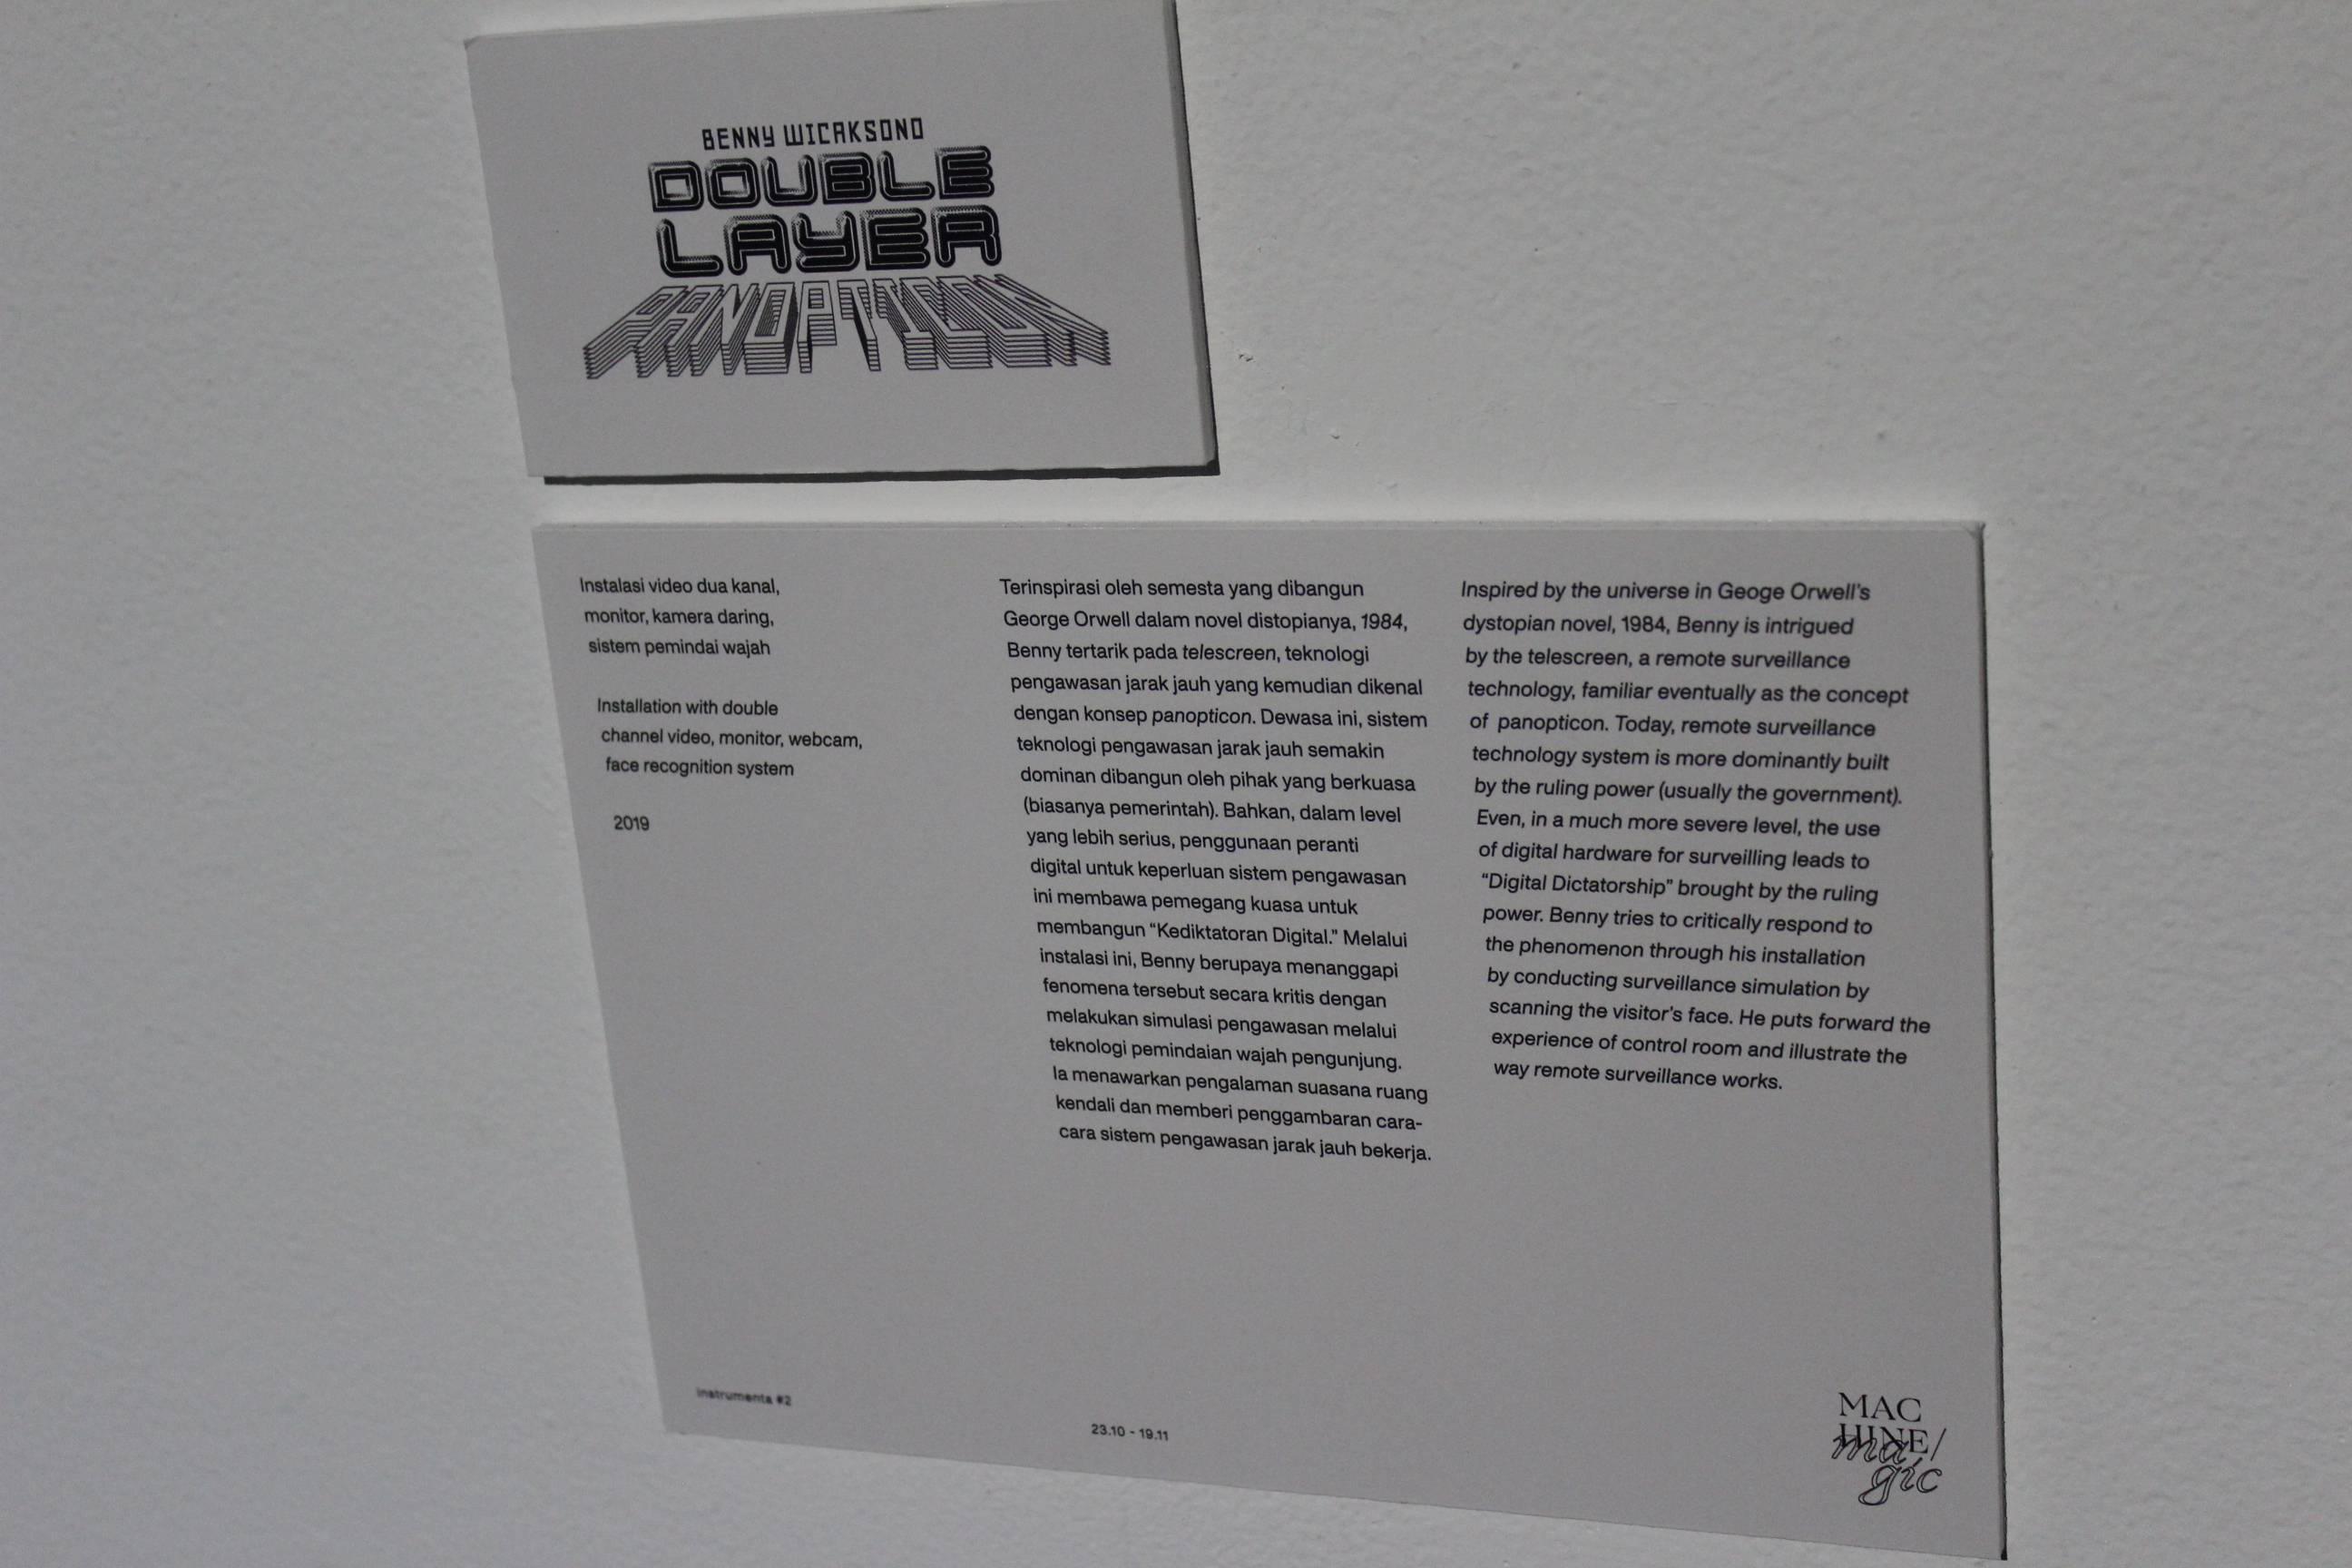 BENNY WICAKSONO
DOUBLE
LAYER
PANOPTICON
Instalasi video dua kanal,
monitor, kamera daring,
sistem pemindai wajah
Installation with double
channel video, monitor, webcam,
face recognition system
2019
Terinspirasi oleh semesta yang dibangun
George Orwell dalam novel distopianya, 1984,
Benny tertarik pada telescreen, teknologi
pengawasan jarak jauh yang kemudian dikenal
dengan konsep panopticon. Dewasa ini, sistem
teknologi pengawasan jarak jauh semakin
dominan dibangun oleh pihak yang berkuasa
(biasanya pemerintah). Bahkan, dalam level
yang lebih serius, penggunaan peranti
digital untuk keperluan sistem pengawasan
ini membawa pemegang kuasa untuk
membangun “Kediktatoran Digital.” Melalui
instalasi ini, Benny berupaya menanggapi
fenomena tersebut secara kritis dengan
melakukan simulasi pengawasan melalui
teknologi pemindaian wajah pengunjung.
Ia menawarkan pengalaman suasana ruang
kendali dan memberi penggambaran cara-
cara sistem pengawasan jarak jauh bekerja.
Inspired by the universe in Geoge Orwell’s
dystopian novel, 1984, Benny is intrigued
by the telescreen, a remote surveillance
technology, familiar eventually as the concept
of panopticon. Today, remote surveillance
technology system is more dominantly built
by the ruling power (usually the government).
Even, in a much more severe level, the use
of digital hardware for surveilling leads to
“Digital Dictatorship” brought by the ruling
power. Benny tries to critically respond to
the phenomenon through his installation
by conducting surveillance simulation by
scanning the visitor’s face. He puts forward the
experience of control room and illustrate the
way remote surveillance works.
instrumenta #2
23.10 - 19.11
MAC
HINE/
ma
gic